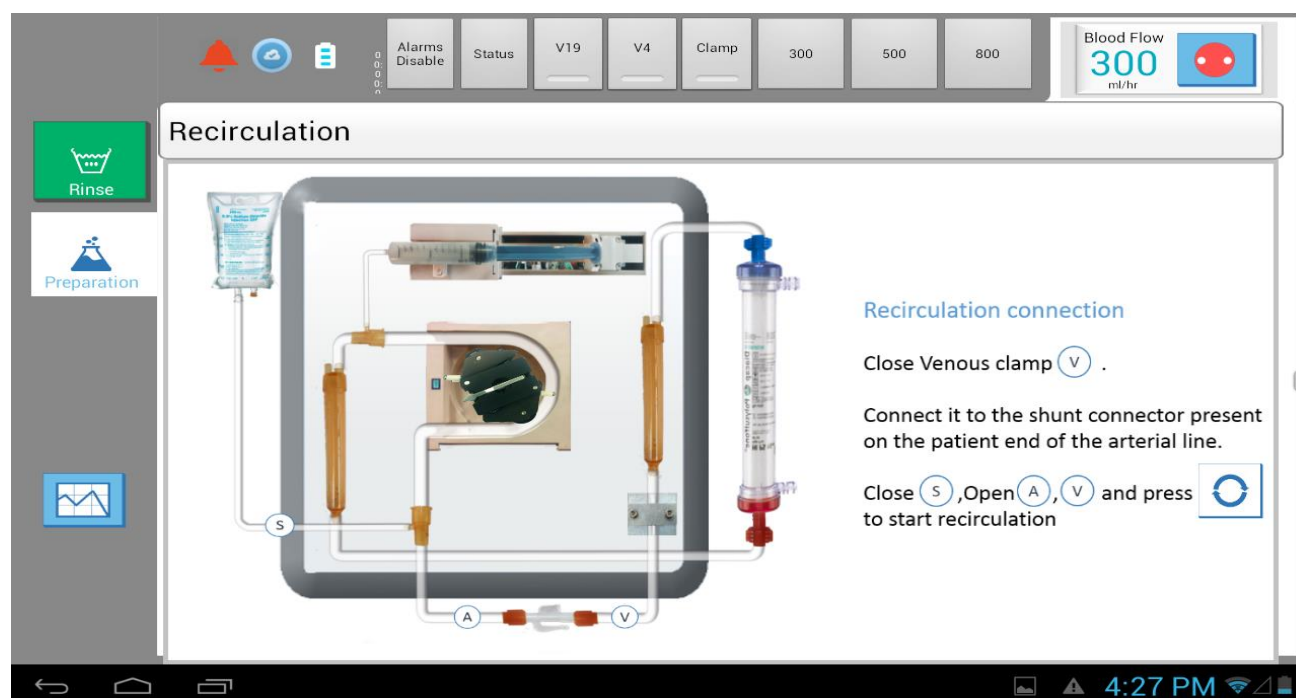 Alarms
Disable
Status
V19
V4
Clamp
300
500
800
Blood Flow
300
ml/hr
Recirculation
Rinse
Preparation
Recirculation connection
Close Venous clamp V .
Connect it to the shunt connector present
on the patient end of the arterial line.
Close S ,Open A , V and press
to start recirculation
S
A
V
4:27 PM